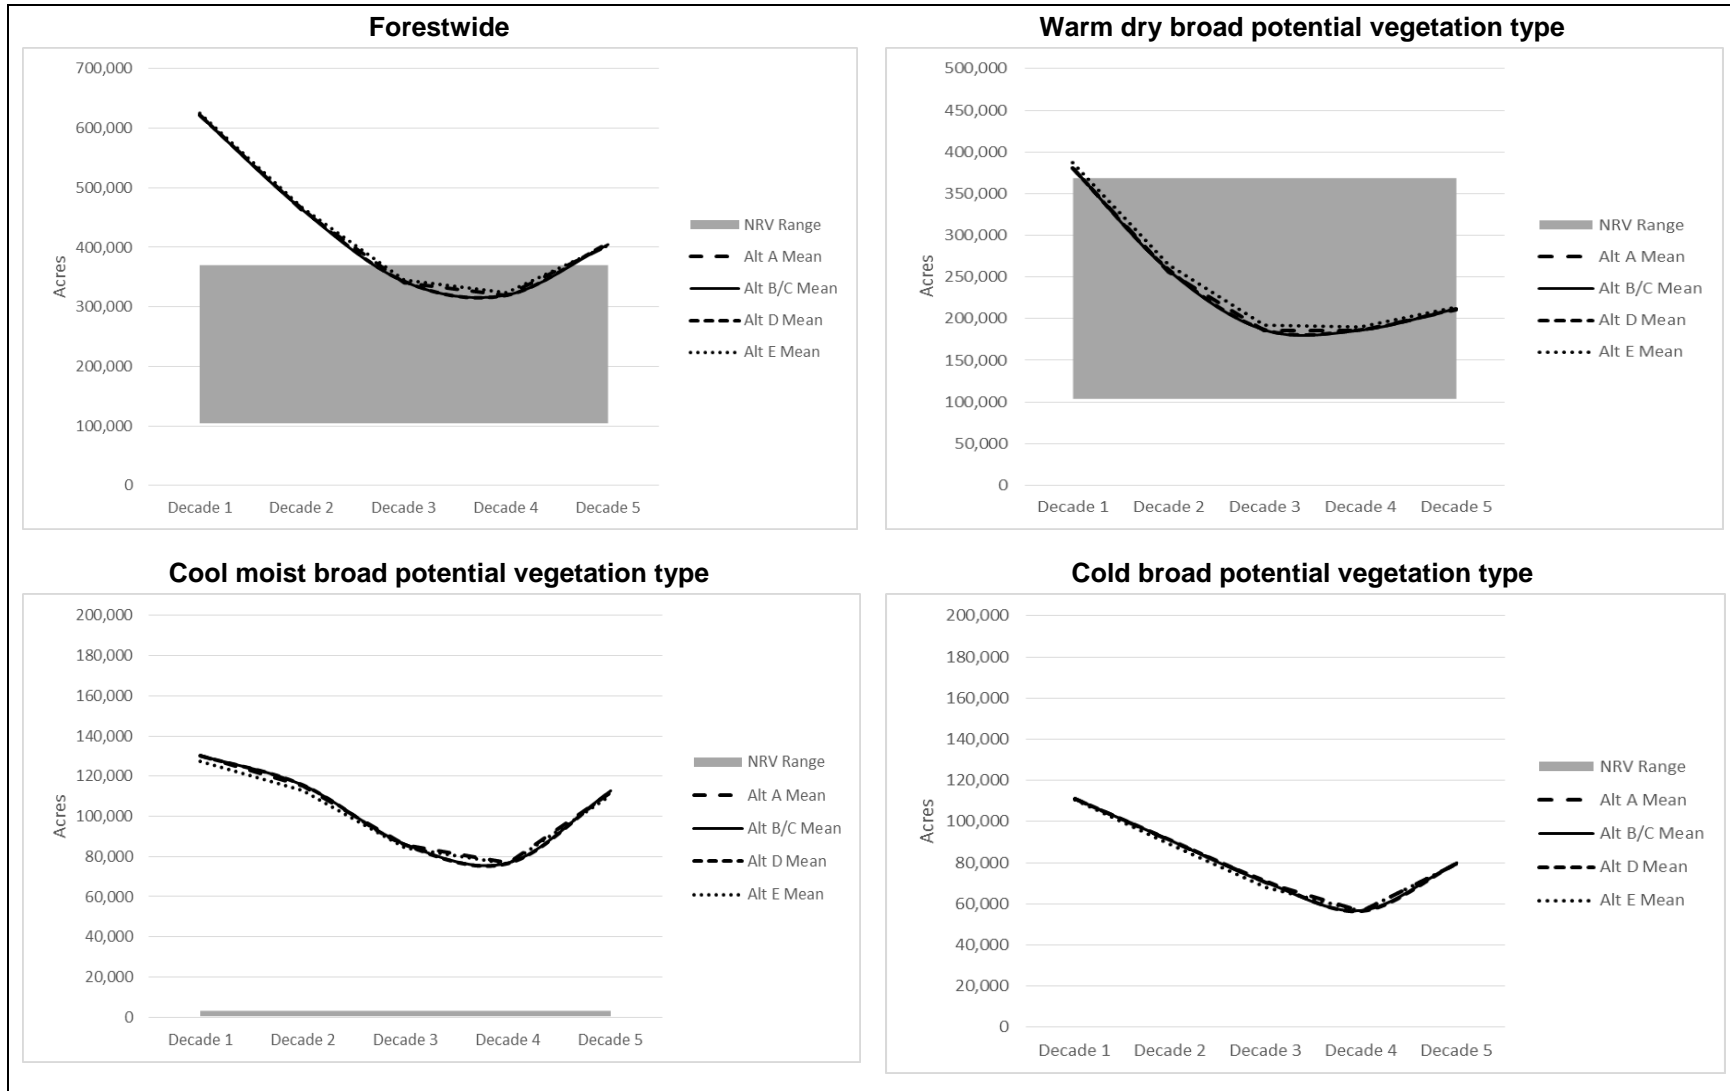 Forestwide
700,000
600,000
500,000
400,000
300,000
200,000
100,000
0
Acres
Decade 1 Decade 2 Decade 3 Decade 4 Decade 5
NRV Range
Alt A Mean
Alt B/C Mean
Alt D Mean
Alt E Mean
Warm dry broad potential vegetation type
500,000
450,000
400,000
350,000
300,000
250,000
200,000
150,000
100,000
50,000
0
Acres
Decade 1 Decade 2 Decade 3 Decade 4 Decade 5
NRV Range
Alt A Mean
Alt B/C Mean
Alt D Mean
Alt E Mean
Cool moist broad potential vegetation type
200,000
180,000
160,000
140,000
120,000
100,000
80,000
60,000
40,000
20,000
0
Acres
Decade 1 Decade 2 Decade 3 Decade 4 Decade 5
NRV Range
Alt A Mean
Alt B/C Mean
Alt D Mean
Alt E Mean
Cold broad potential vegetation type
200,000
180,000
160,000
140,000
120,000
100,000
80,000
60,000
40,000
20,000
0
Acres
Decade 1 Decade 2 Decade 3 Decade 4 Decade 5
NRV Range
Alt A Mean
Alt B/C Mean
Alt D Mean
Alt E Mean